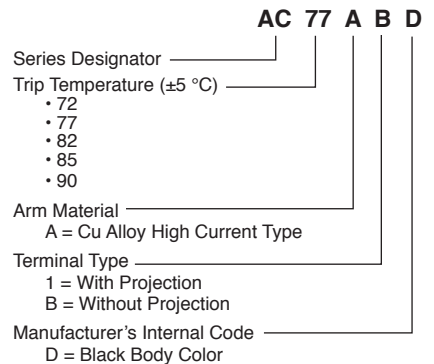 AC 77 A B D
Series Designator
Trip Temperature (±5 °C)
• 72
• 77
• 82
• 85
• 90
Arm Material
A = Cu Alloy High Current Type
Terminal Type
1 = With Projection
B = Without Projection
Manufacturer's Internal Code
D = Black Body Color